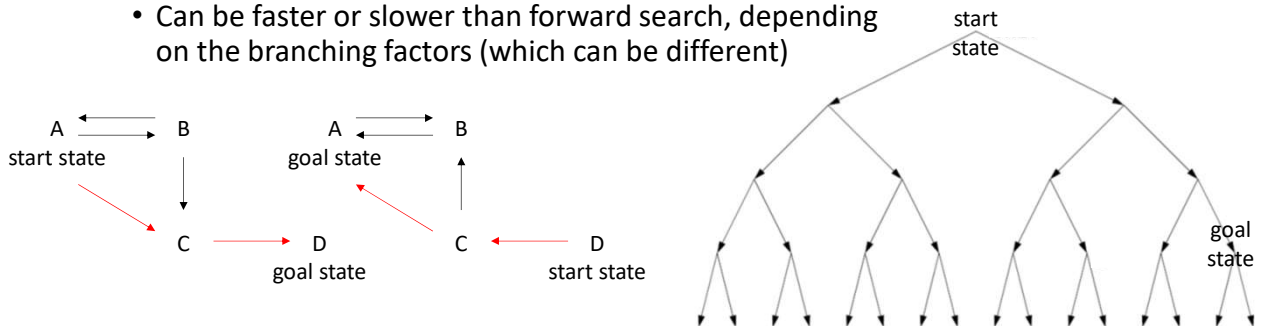 • Can be faster or slower than forward search, depending
on the branching factors (which can be different)
A B
start state
C D
goal state
A B
goal state
C D
start state
start
state
goal
state